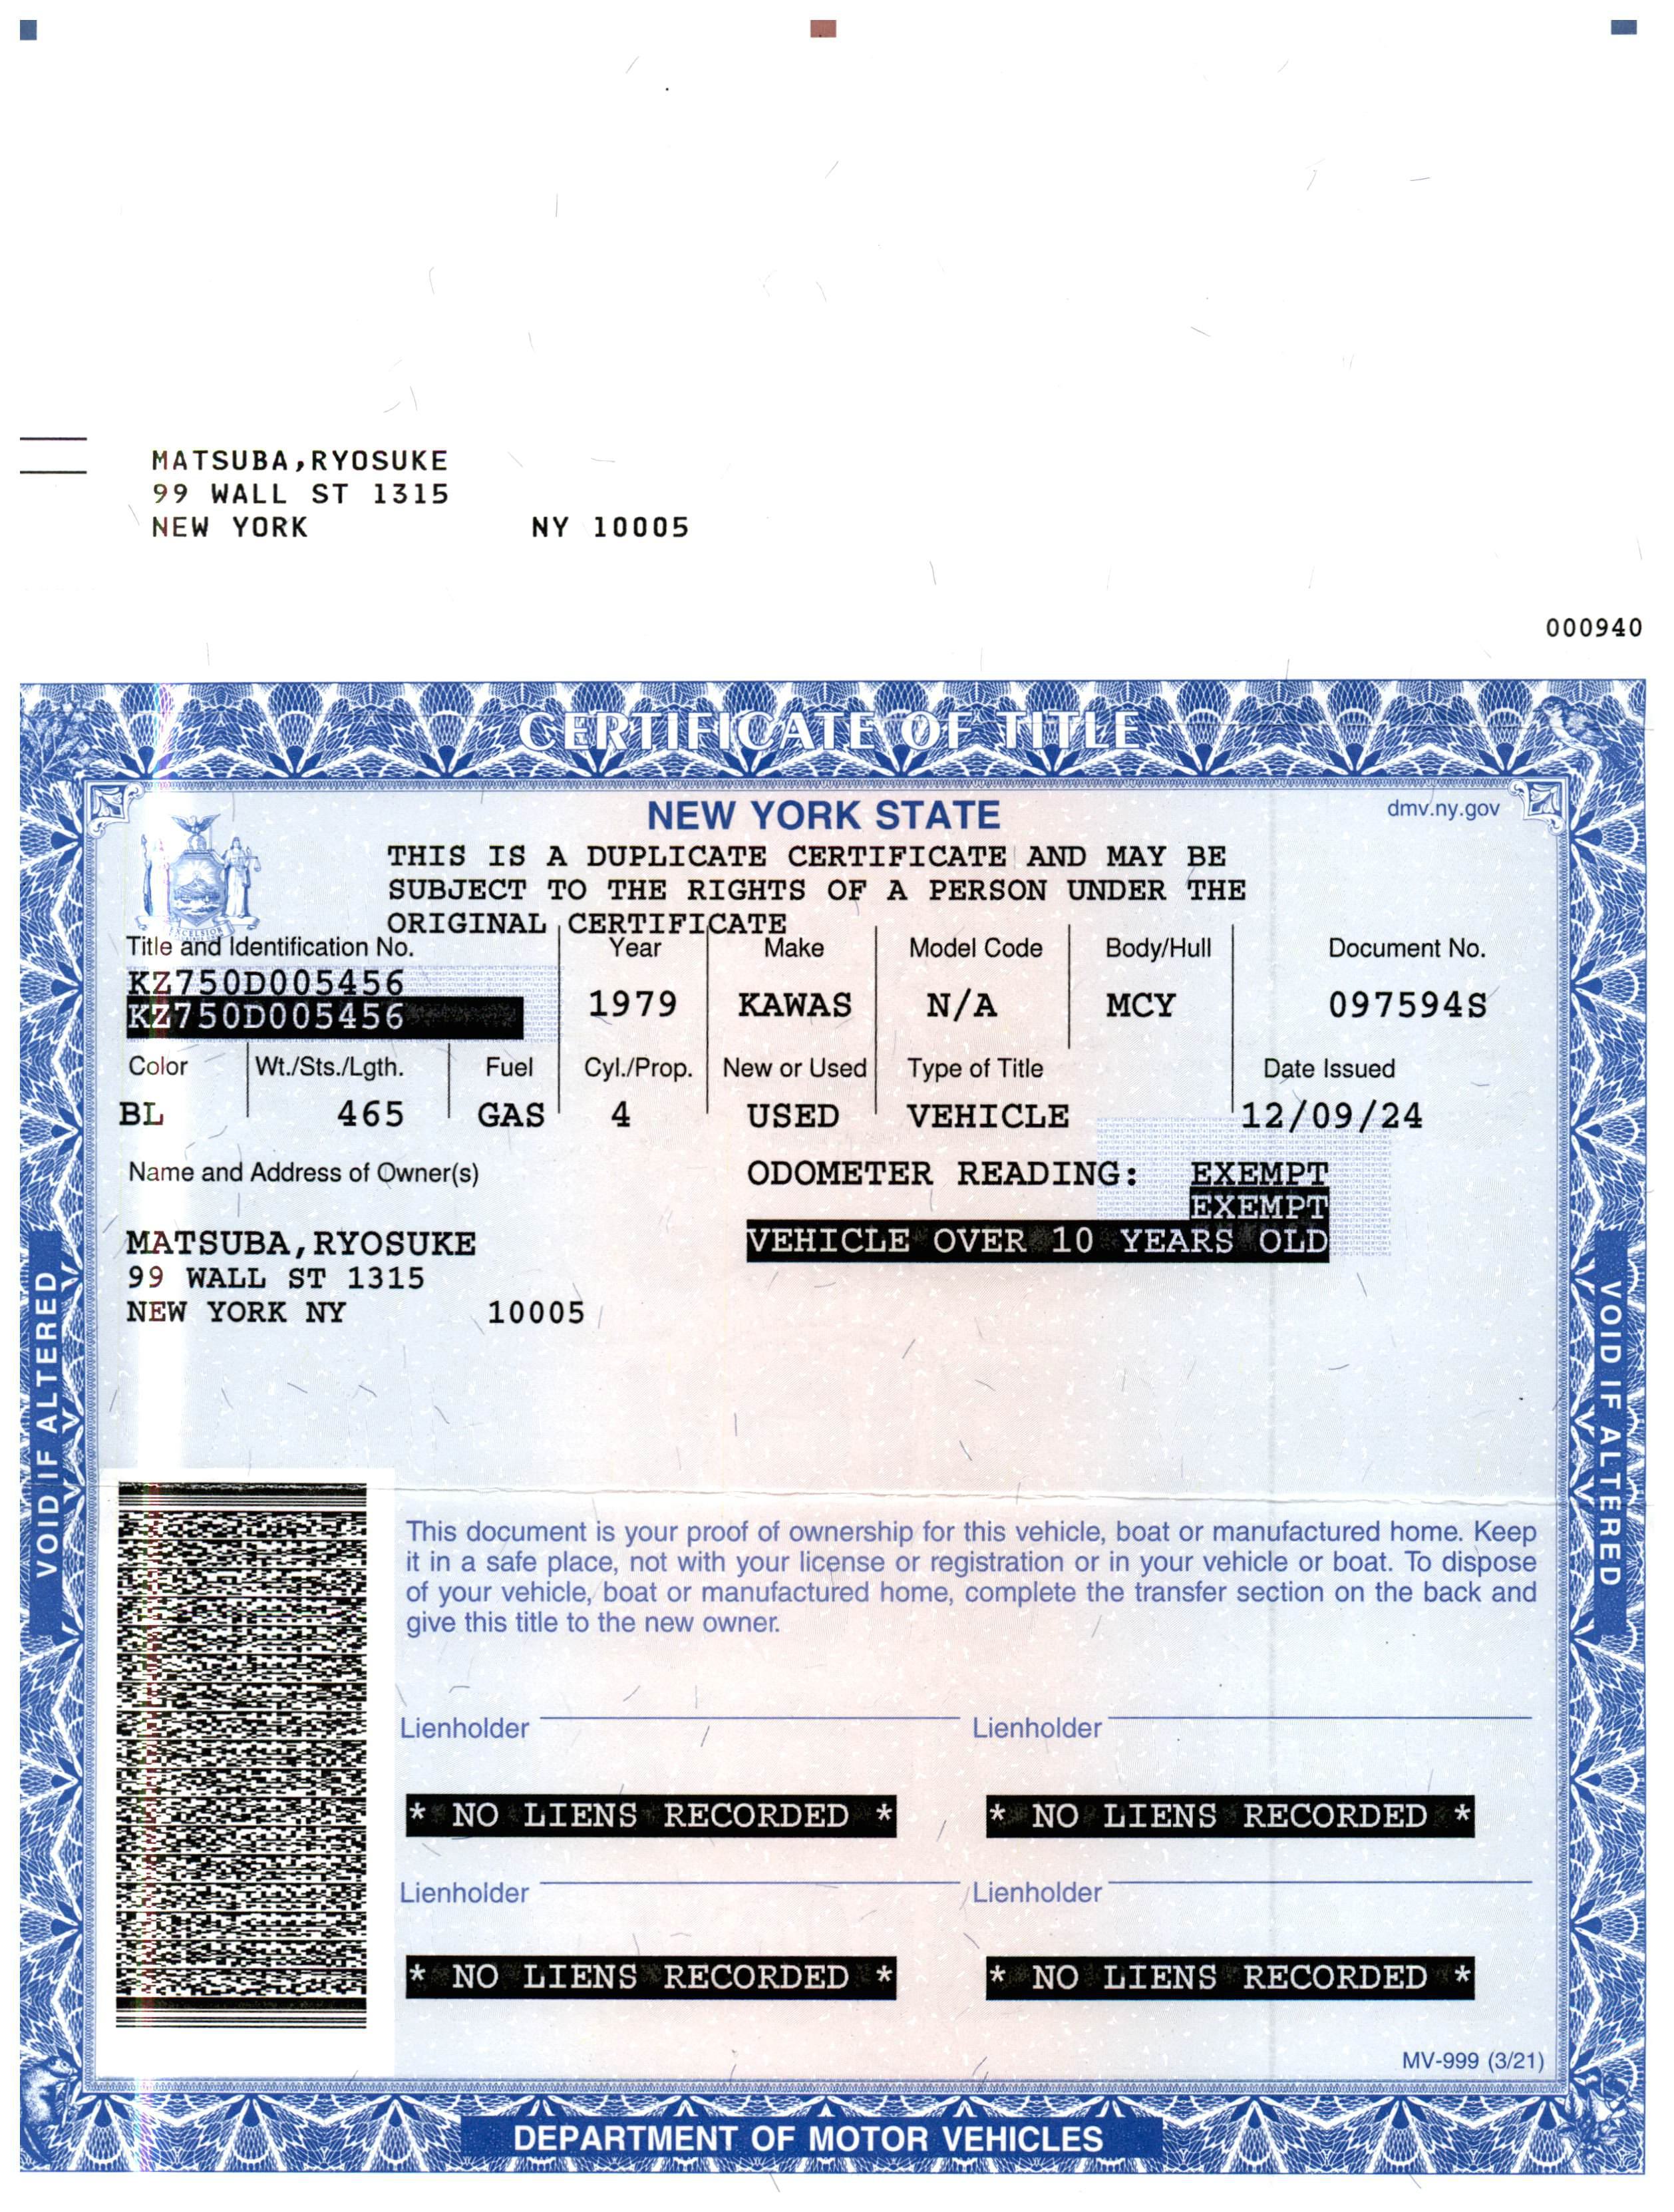 MATSUBA,RYOSUKE
99 WALL ST 1315
NEW YORK NY 10005
000940
CERTIFICATE OF TITLE
NEW YORK STATE
dmv.ny.gov
THIS IS A DUPLICATE CERTIFICATE AND MAY BE
SUBJECT TO THE RIGHTS OF A PERSON UNDER THE
ORIGINAL CERTIFICATE
EXCELSIOR
Title and Identification No. Year Make Model Code Body/Hull Document No.
KZ750D005456
KZ750D005456
1979 KAWAS N/A MCY 097594S
Color Wt./Sts./Lgth. Fuel Cyl./Prop. New or Used Type of Title Date Issued
BL 465 GAS 4 USED VEHICLE 12/09/24
Name and Address of Owner(s)
ODOMETER READING: EXEMPT
EXEMPT
VEHICLE OVER 10 YEARS OLD
MATSUBA,RYOSUKE
99 WALL ST 1315
NEW YORK NY 10005
VOID IF ALTERED
VOID IF ALTERED
This document is your proof of ownership for this vehicle, boat or manufactured home. Keep
it in a safe place, not with your license or registration or in your vehicle or boat. To dispose
of your vehicle, boat or manufactured home, complete the transfer section on the back and
give this title to the new owner.
Lienholder Lienholder
* NO LIENS RECORDED * * NO LIENS RECORDED *
Lienholder Lienholder
* NO LIENS RECORDED * * NO LIENS RECORDED *
MV-999 (3/21)
DEPARTMENT OF MOTOR VEHICLES